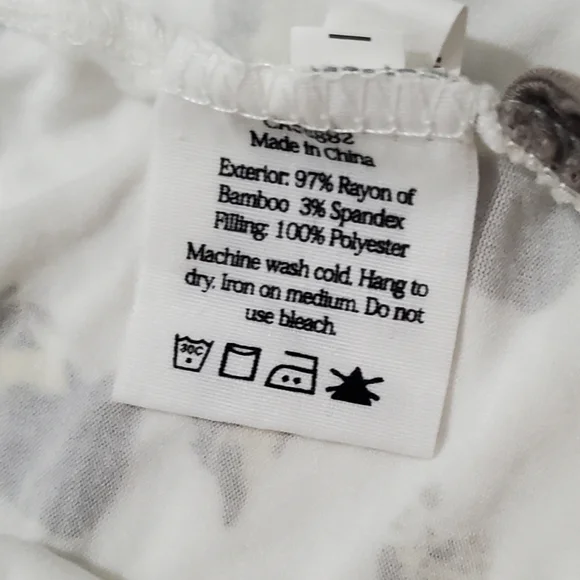 Made in China
Exterior: 97% Rayon of
Bamboo 3% Spandex
Filling: 100% Polyester
Machine wash cold. Hang to
dry. Iron on medium. Do not
use bleach.
30C